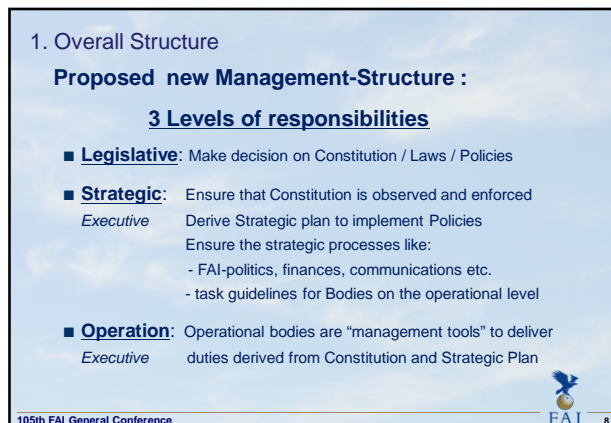 1. Overall Structure
Proposed new Management-Structure :
3 Levels of responsibilities
■ Legislative: Make decision on Constitution / Laws / Policies
■ Strategic: Ensure that Constitution is observed and enforced
Executive Derive Strategic plan to implement Policies
Ensure the strategic processes like:
- FAI-politics, finances, communications etc.
- task guidelines for Bodies on the operational level
■ Operation: Operational bodies are “management tools” to deliver
Executive duties derived from Constitution and Strategic Plan
105th FAI General Conference
FAI
8